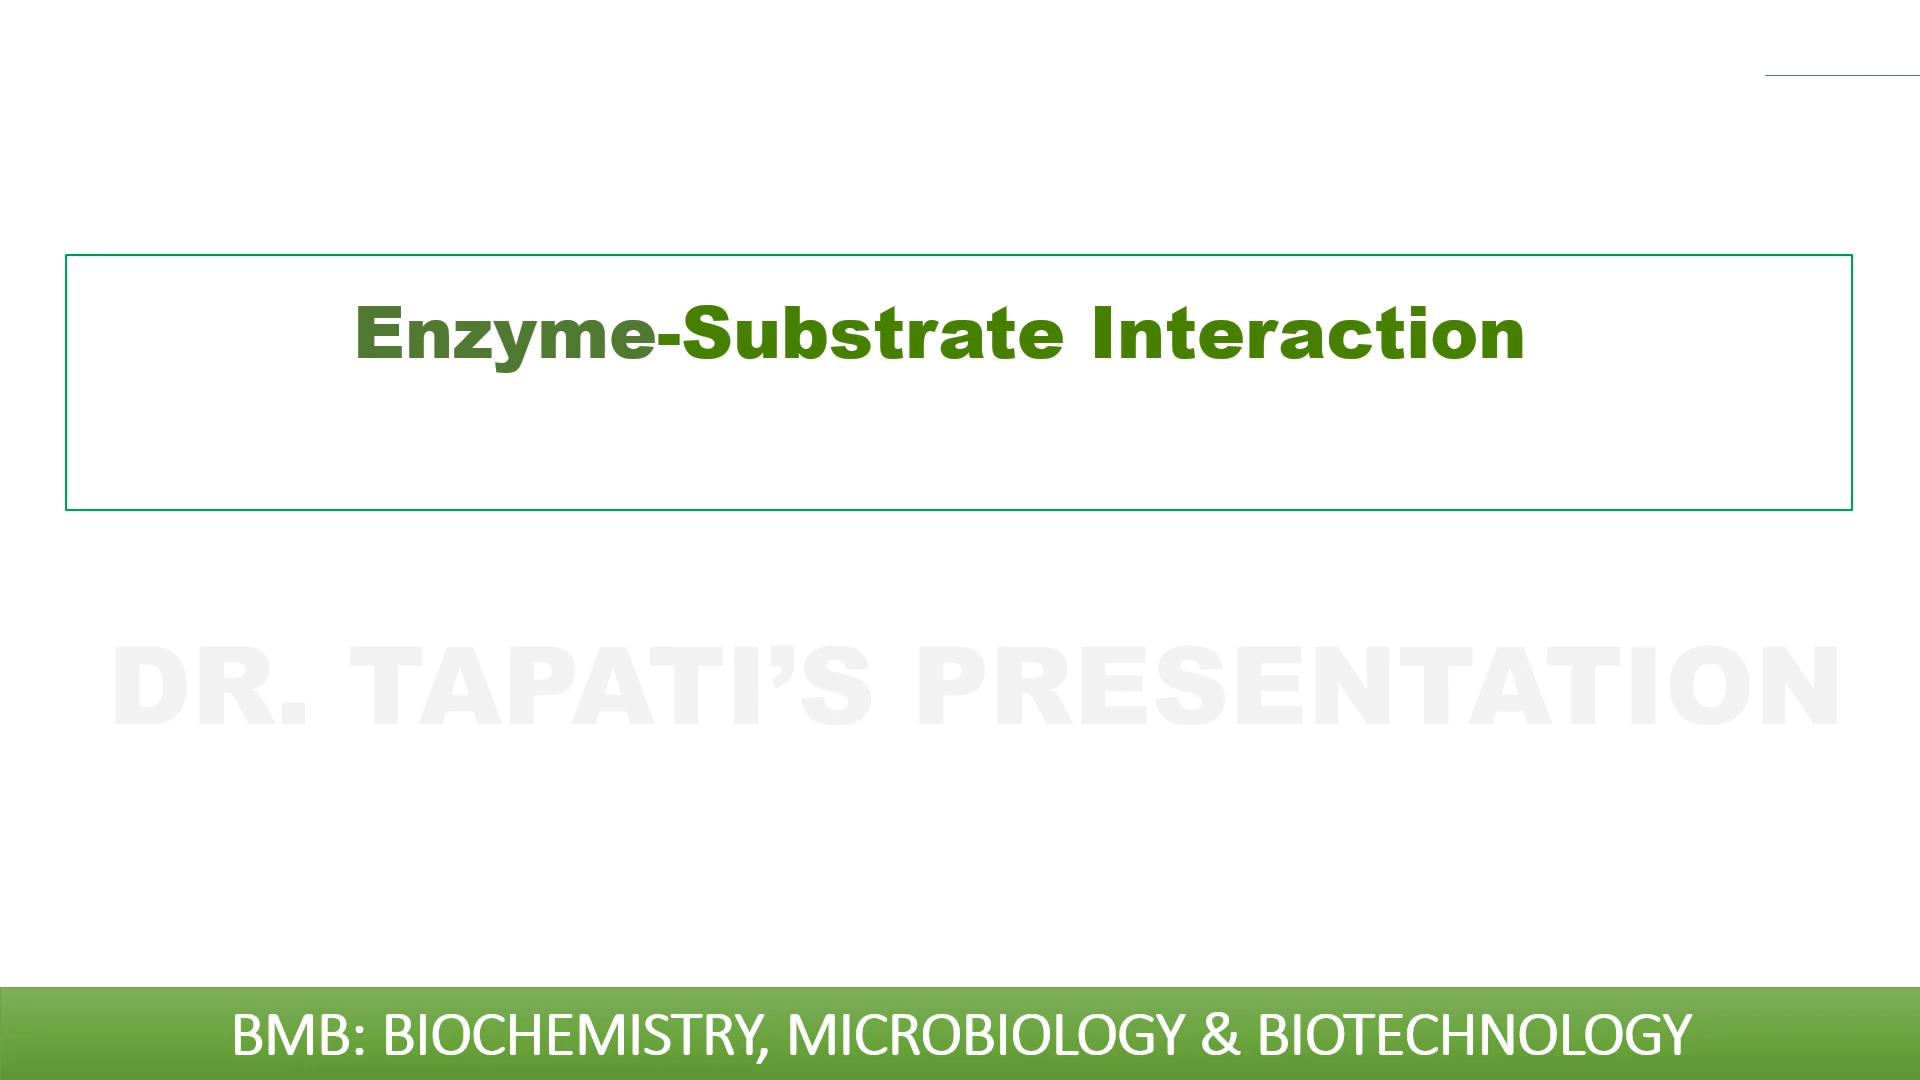 Enzyme-Substrate Interaction
DR. TAPATI’S PRESENTATION
BMB: BIOCHEMISTRY, MICROBIOLOGY & BIOTECHNOLOGY